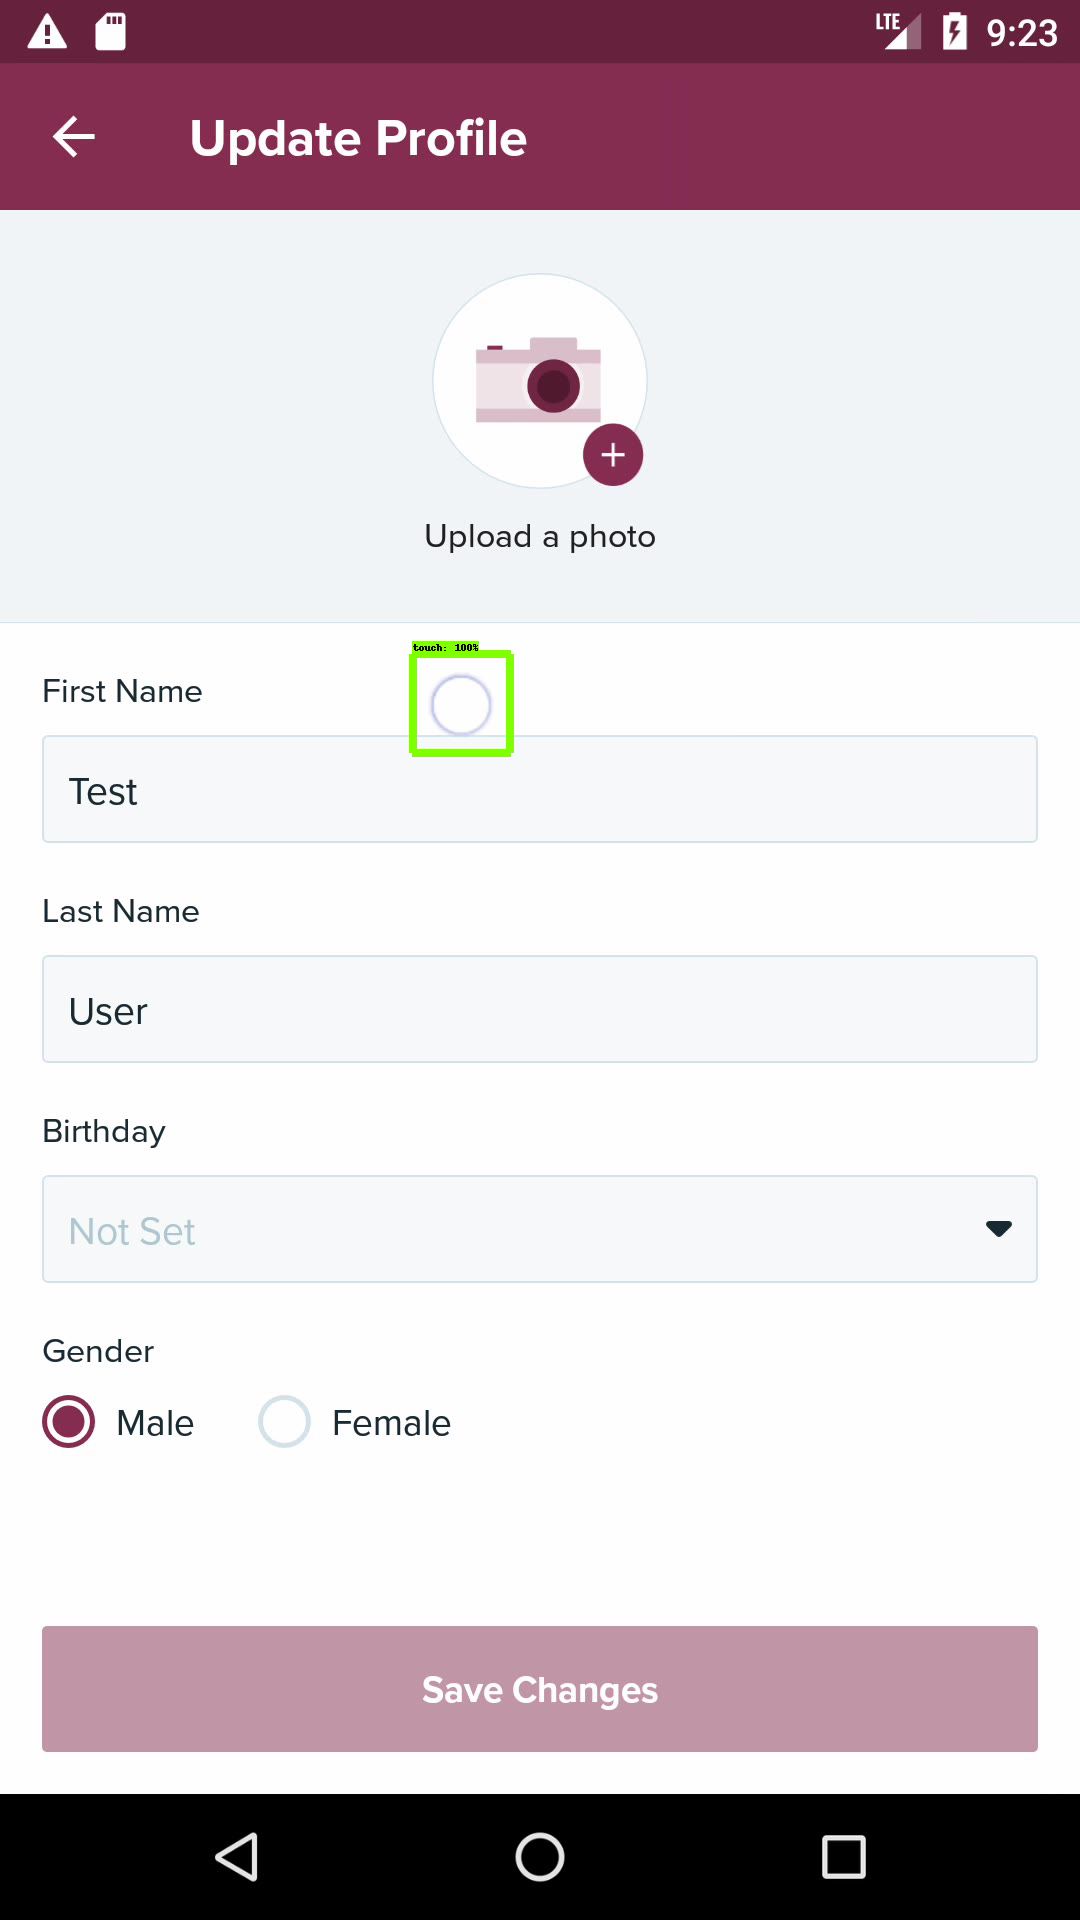 LTE 9:23
Update Profile
Upload a photo
touch: 100%
First Name
Test
Last Name
User
Birthday
Not Set
Gender
Male Female
Save Changes